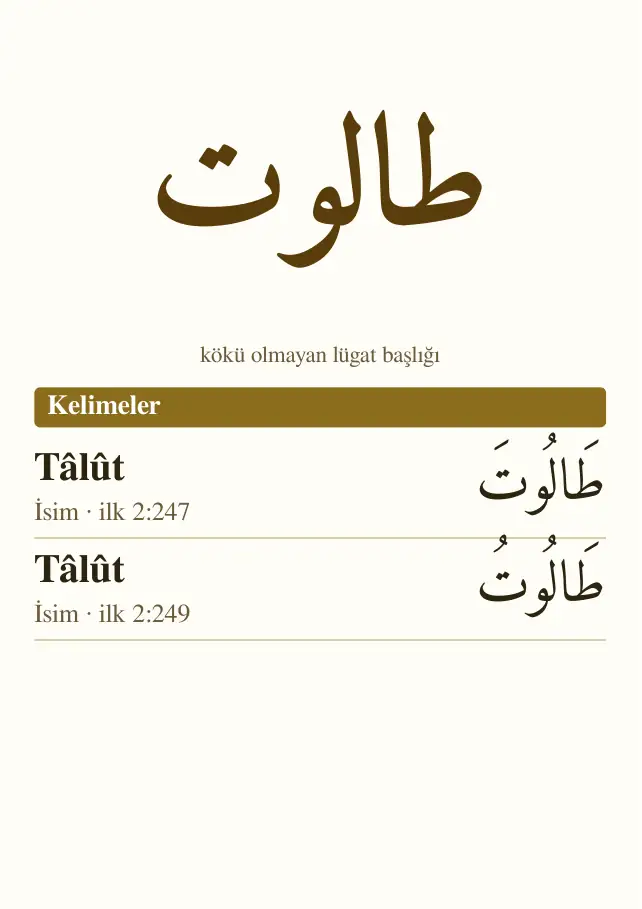 طالوت
kökü olmayan lügat başlığı
Kelimeler
Tâlût
طَالُوتَ
İsim · ilk 2:247
Tâlût
طَالُوتُ
İsim · ilk 2:249